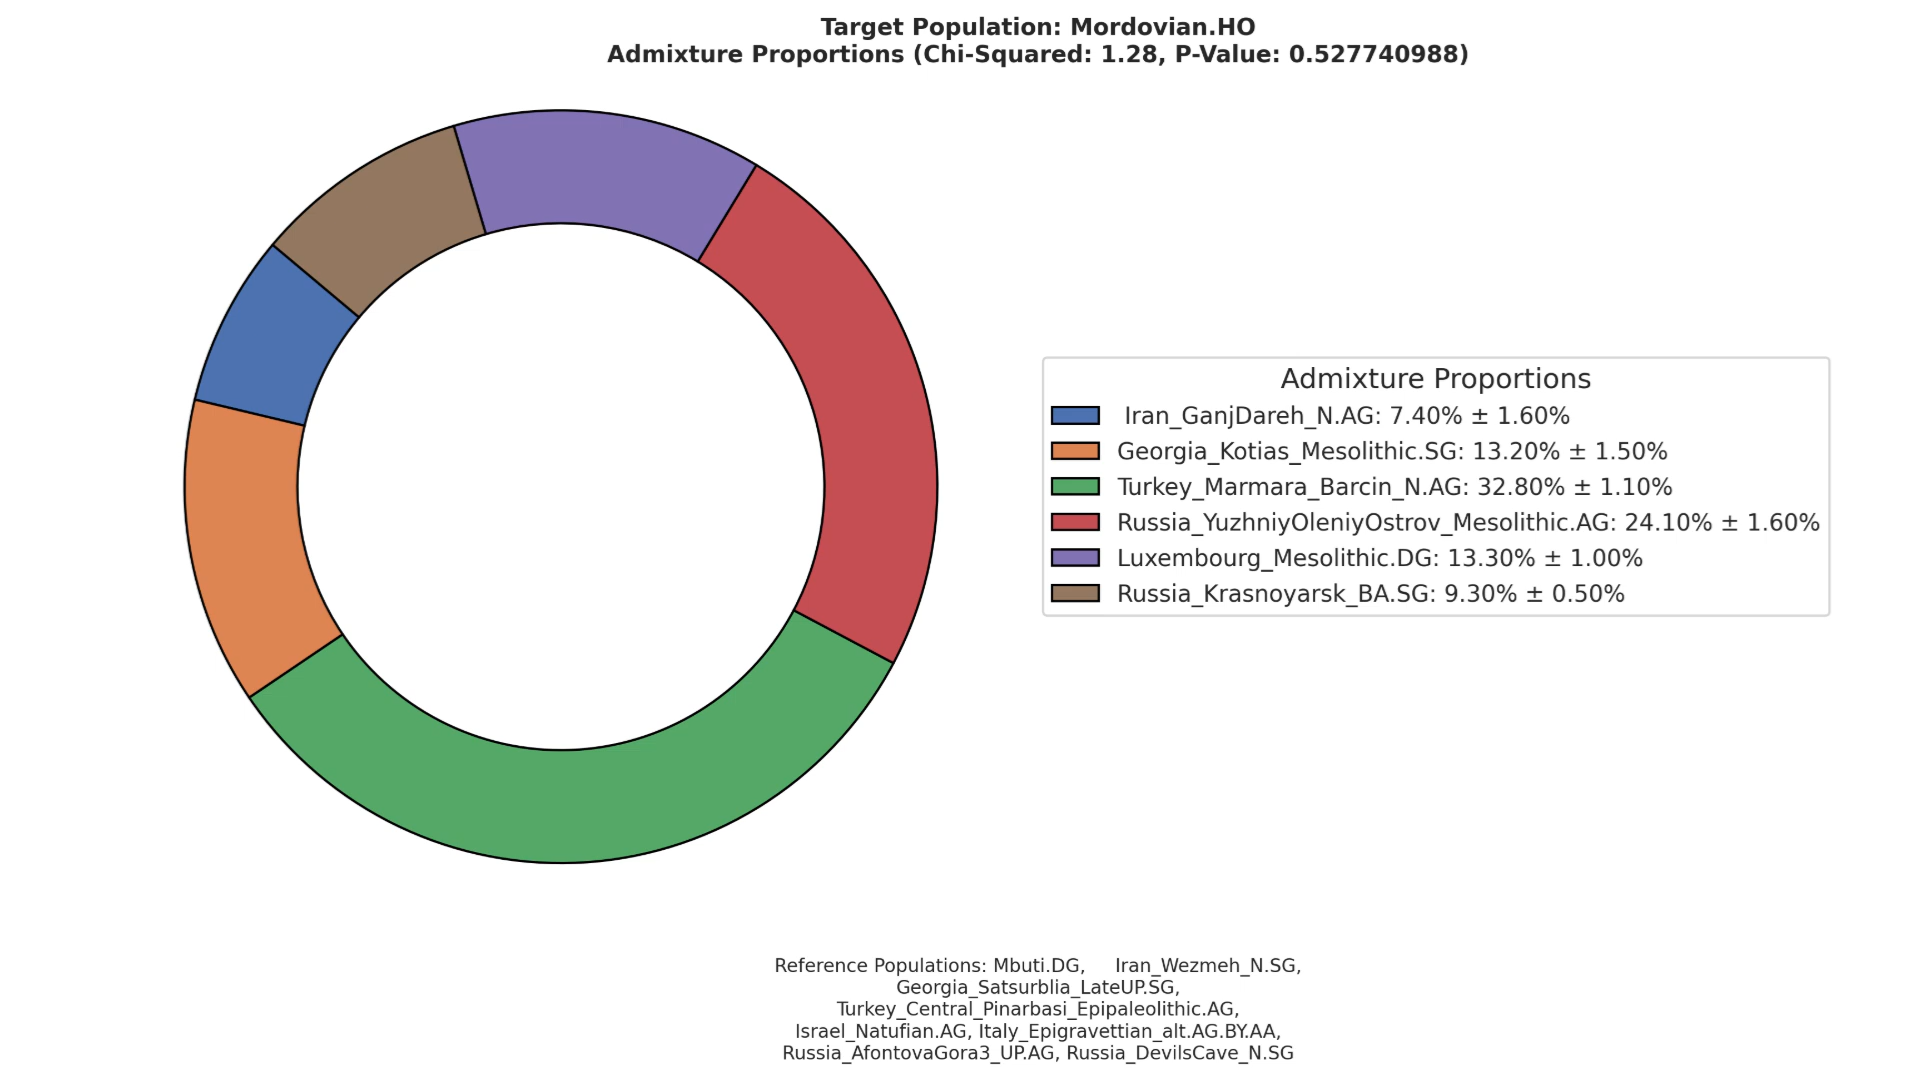 Target Population: Mordovian.HO
Admixture Proportions (Chi-Squared: 1.28, P-Value: 0.527740988)
Admixture Proportions
Iran_GanjDareh_N.AG: 7.40% ± 1.60%
Georgia_Kotias_Mesolithic.SG: 13.20% ± 1.50%
Turkey_Marmara_Barcin_N.AG: 32.80% ± 1.10%
Russia_YuzhniyOleniyOstrov_Mesolithic.AG: 24.10% ± 1.60%
Luxembourg_Mesolithic.DG: 13.30% ± 1.00%
Russia_Krasnoyarsk_BA.SG: 9.30% ± 0.50%
Reference Populations: Mbuti.DG, Iran_Wezmeh_N.SG,
Georgia_Satsurblia_LateUP.SG,
Turkey_Central_Pinarbasi_Epipaleolithic.AG,
Israel_Natufian.AG, Italy_Epigravettian_alt.AG.BY.AA,
Russia_AfontovaGora3_UP.AG, Russia_DevilsCave_N.SG